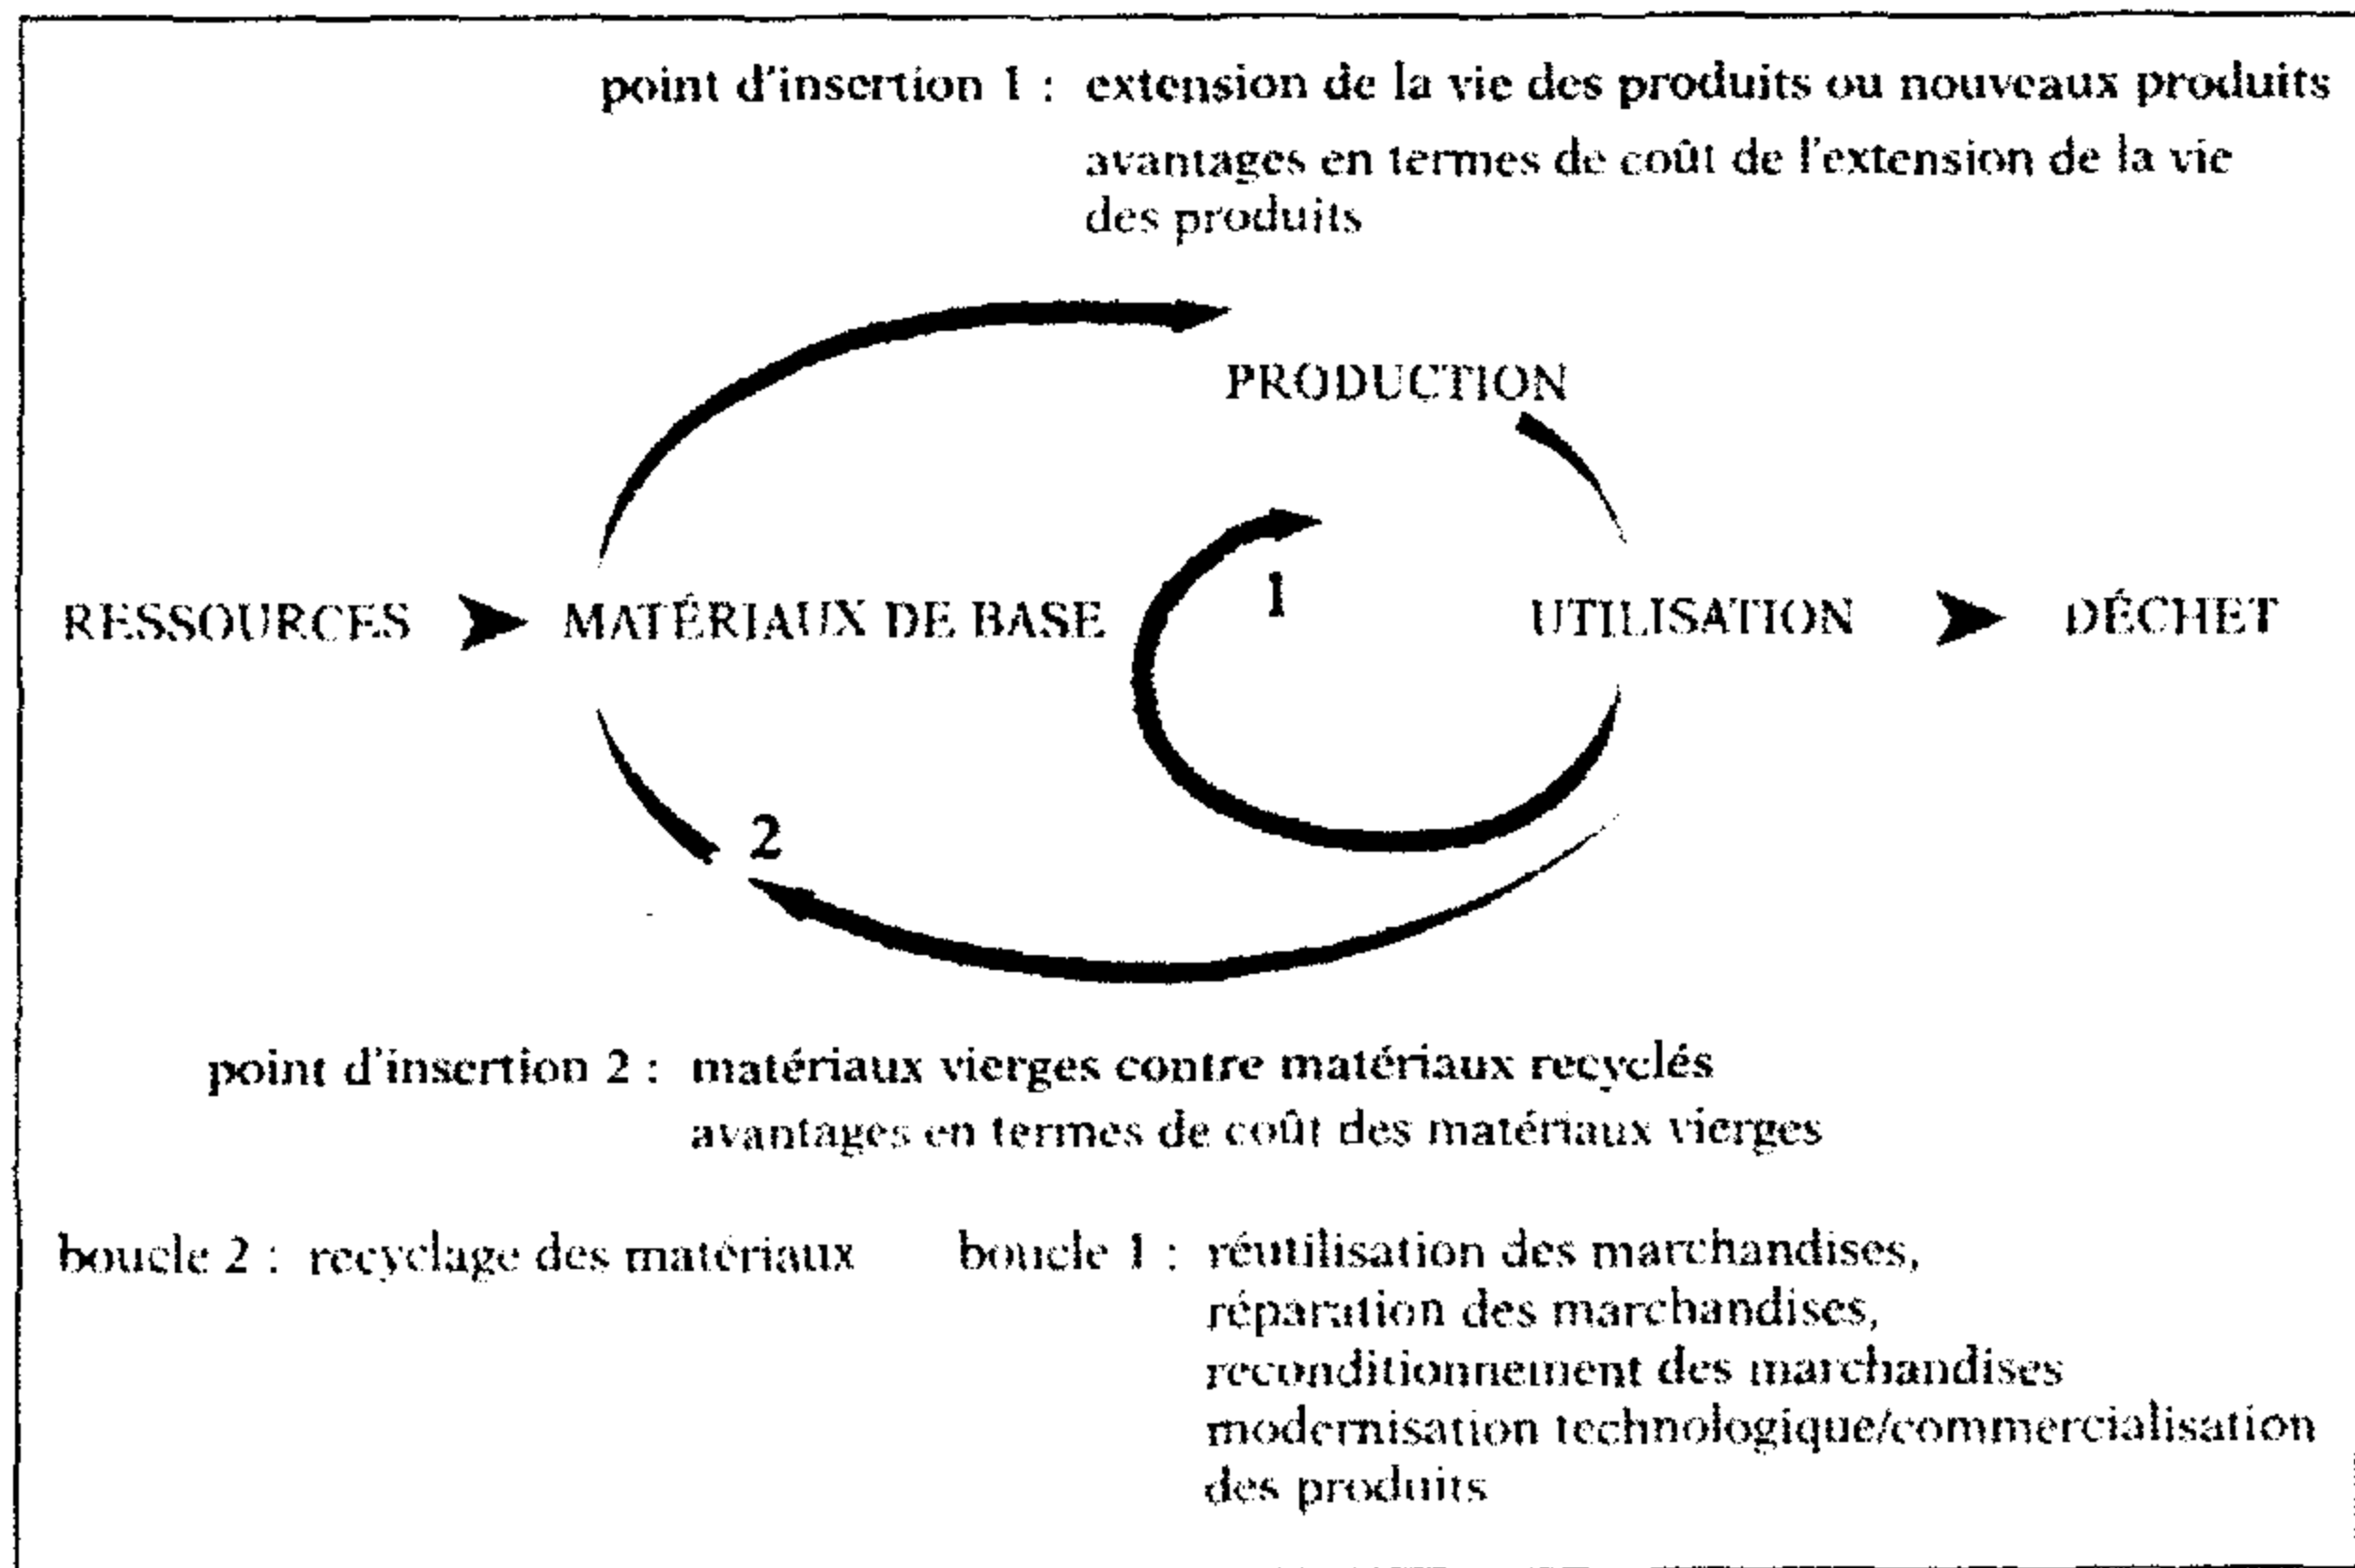 point d'insertion 1 : extension de la vie des produits ou nouveaux produits
avantages en termes de coût de l'extension de la vie
des produits
PRODUCTION
1
RESSOURCES MATÉRIAUX DE BASE UTILISATION DÉCHET
2
point d'insertion 2 : matériaux vierges contre matériaux recyclés
avantages en termes de coût des matériaux vierges
boucle 2 : recyclage des matériaux boucle 1 : réutilisation des marchandises,
réparation des marchandises,
reconditionnement des marchandises
modernisation technologique/commercialisation
des produits